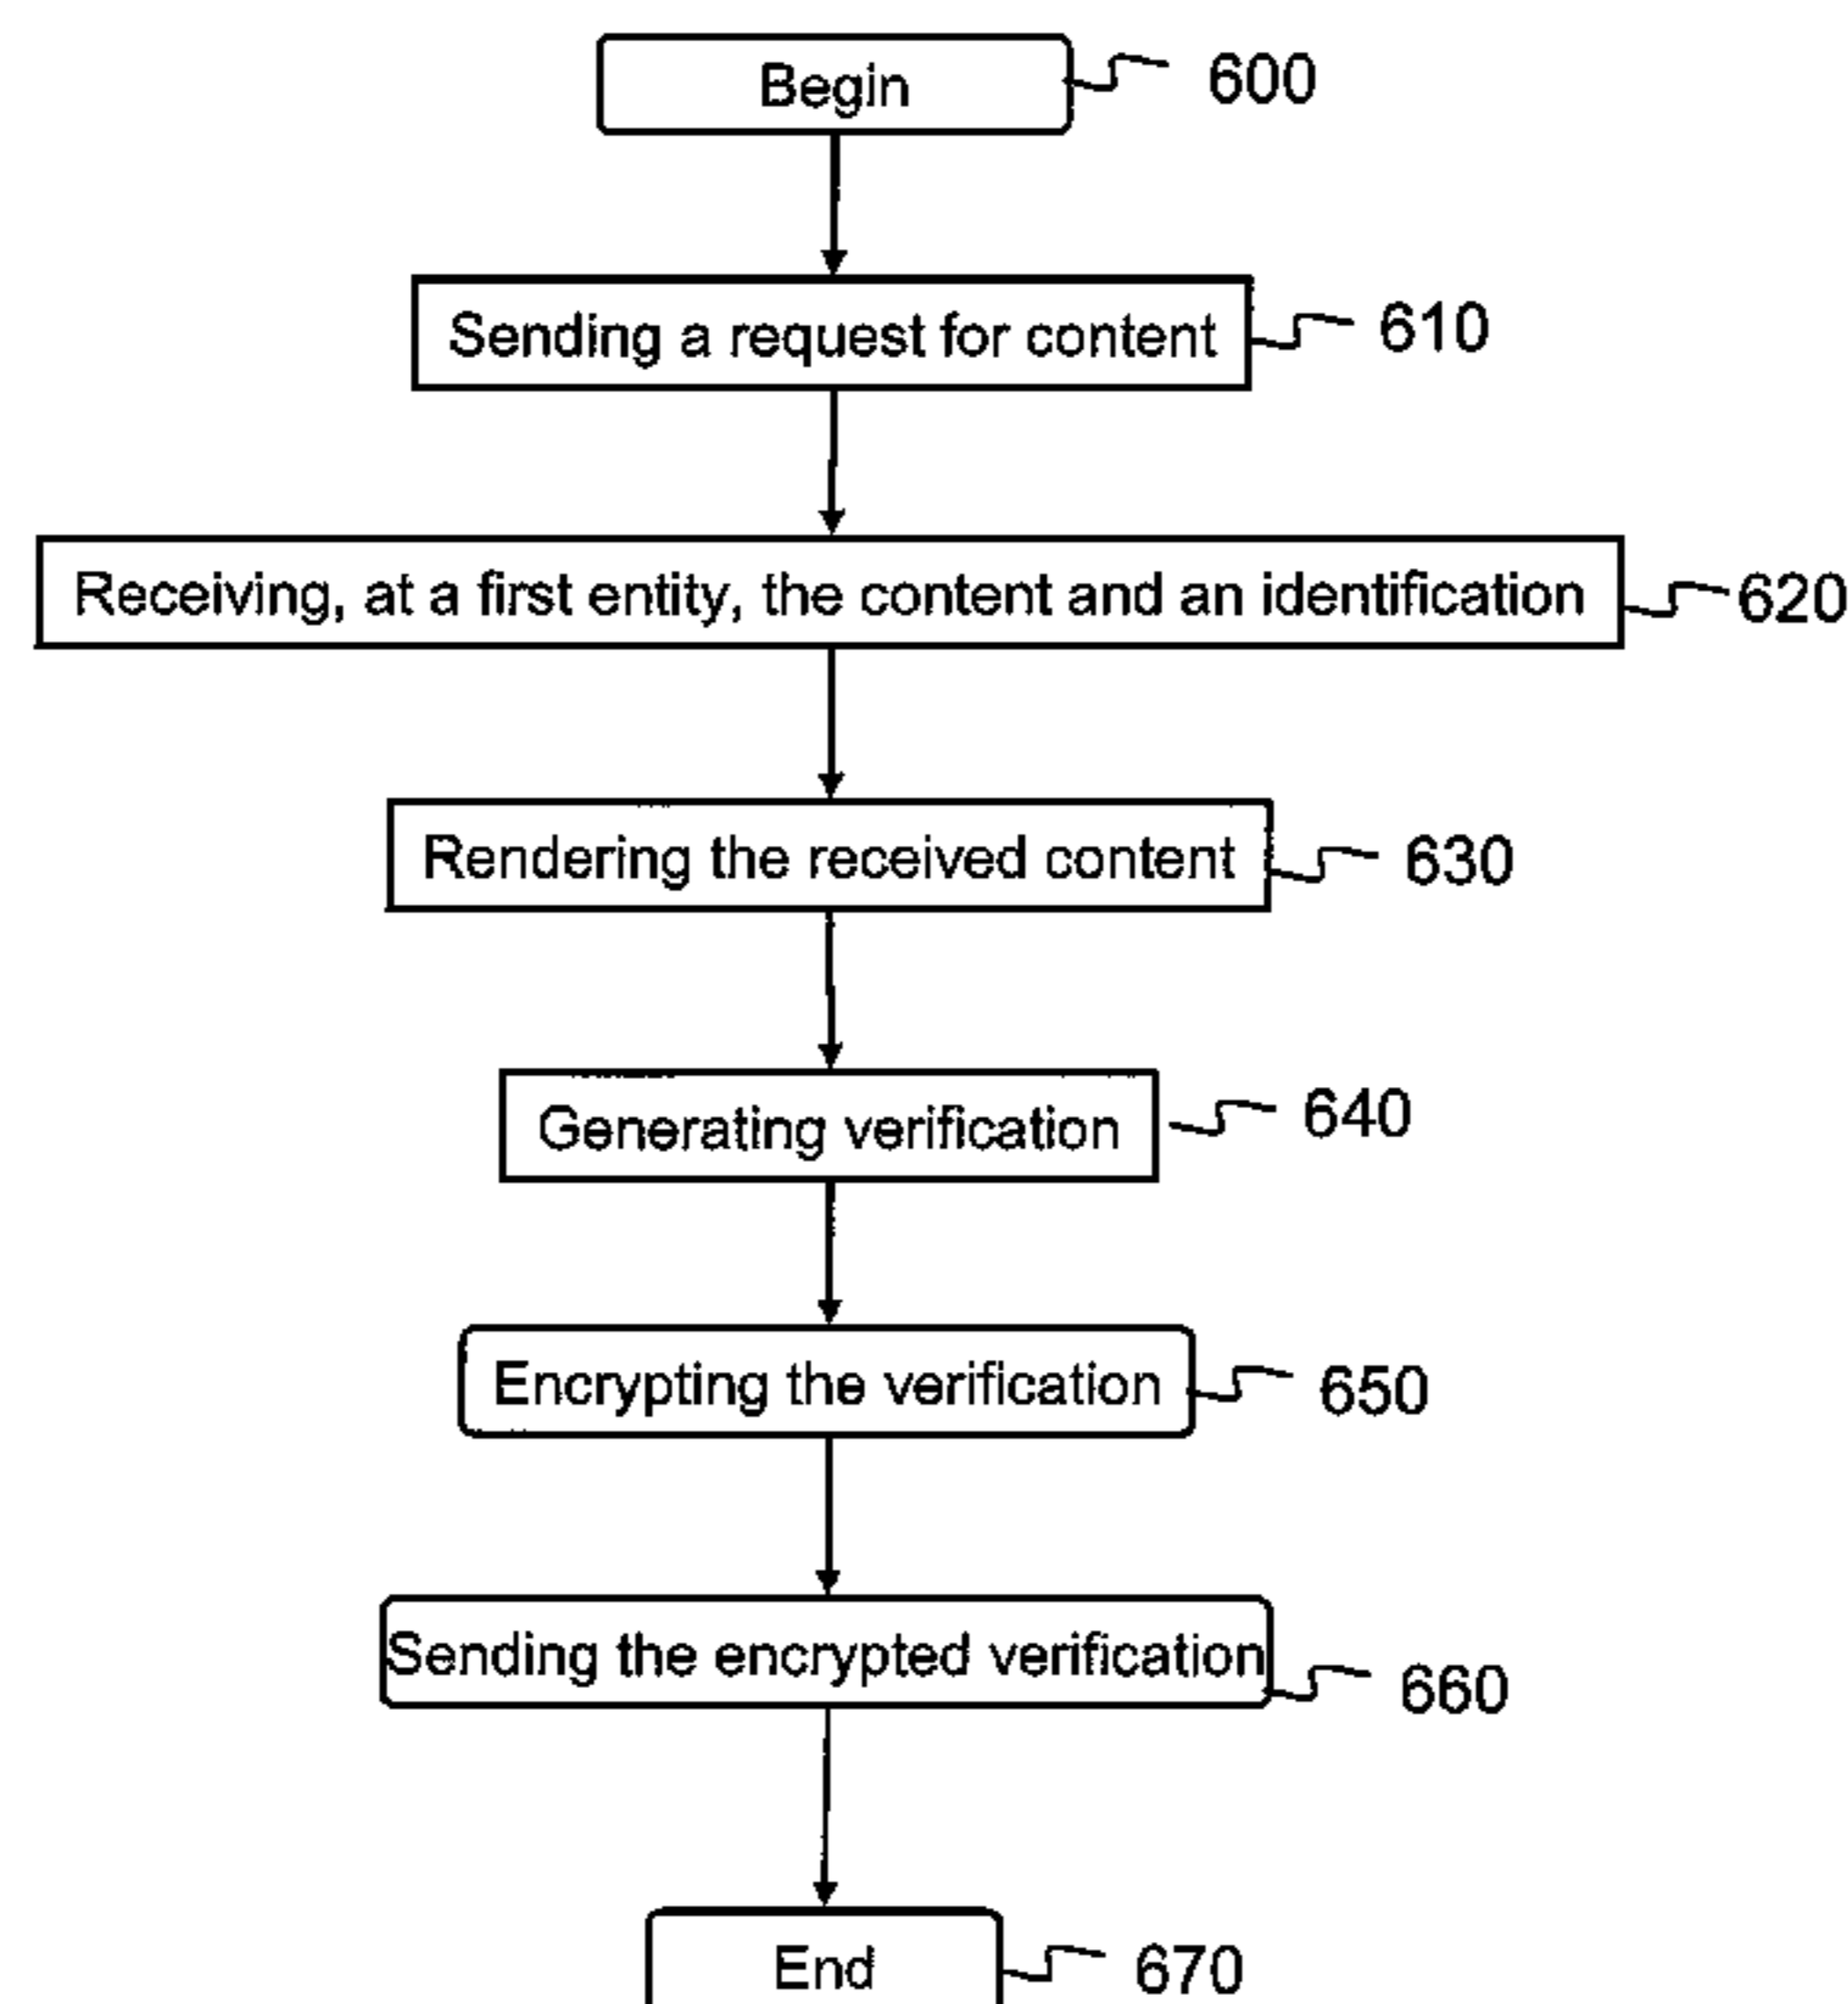 Begin
600
Sending a request for content
610
Receiving, at a first entity, the content and an identification
620
Rendering the received content
630
Generating verification
640
Encrypting the verification
650
Sending the encrypted verification
660
End
670